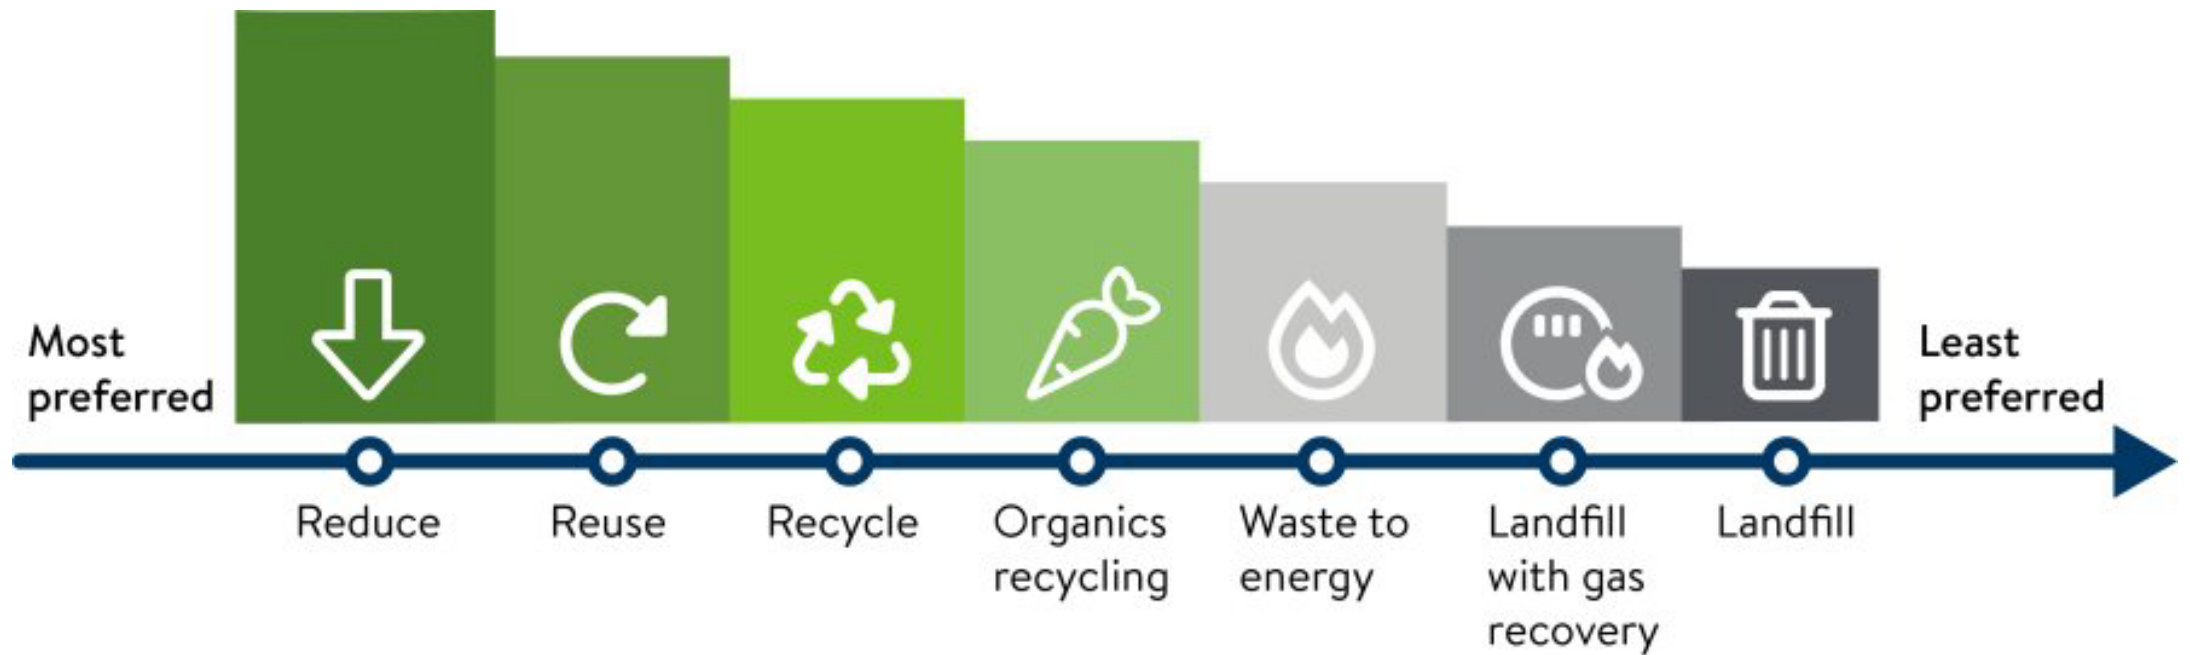 Most
preferred
Least
preferred
Reduce
Reuse
Recycle
Organics
recycling
Waste to
energy
Landfill
with gas
recovery
Landfill